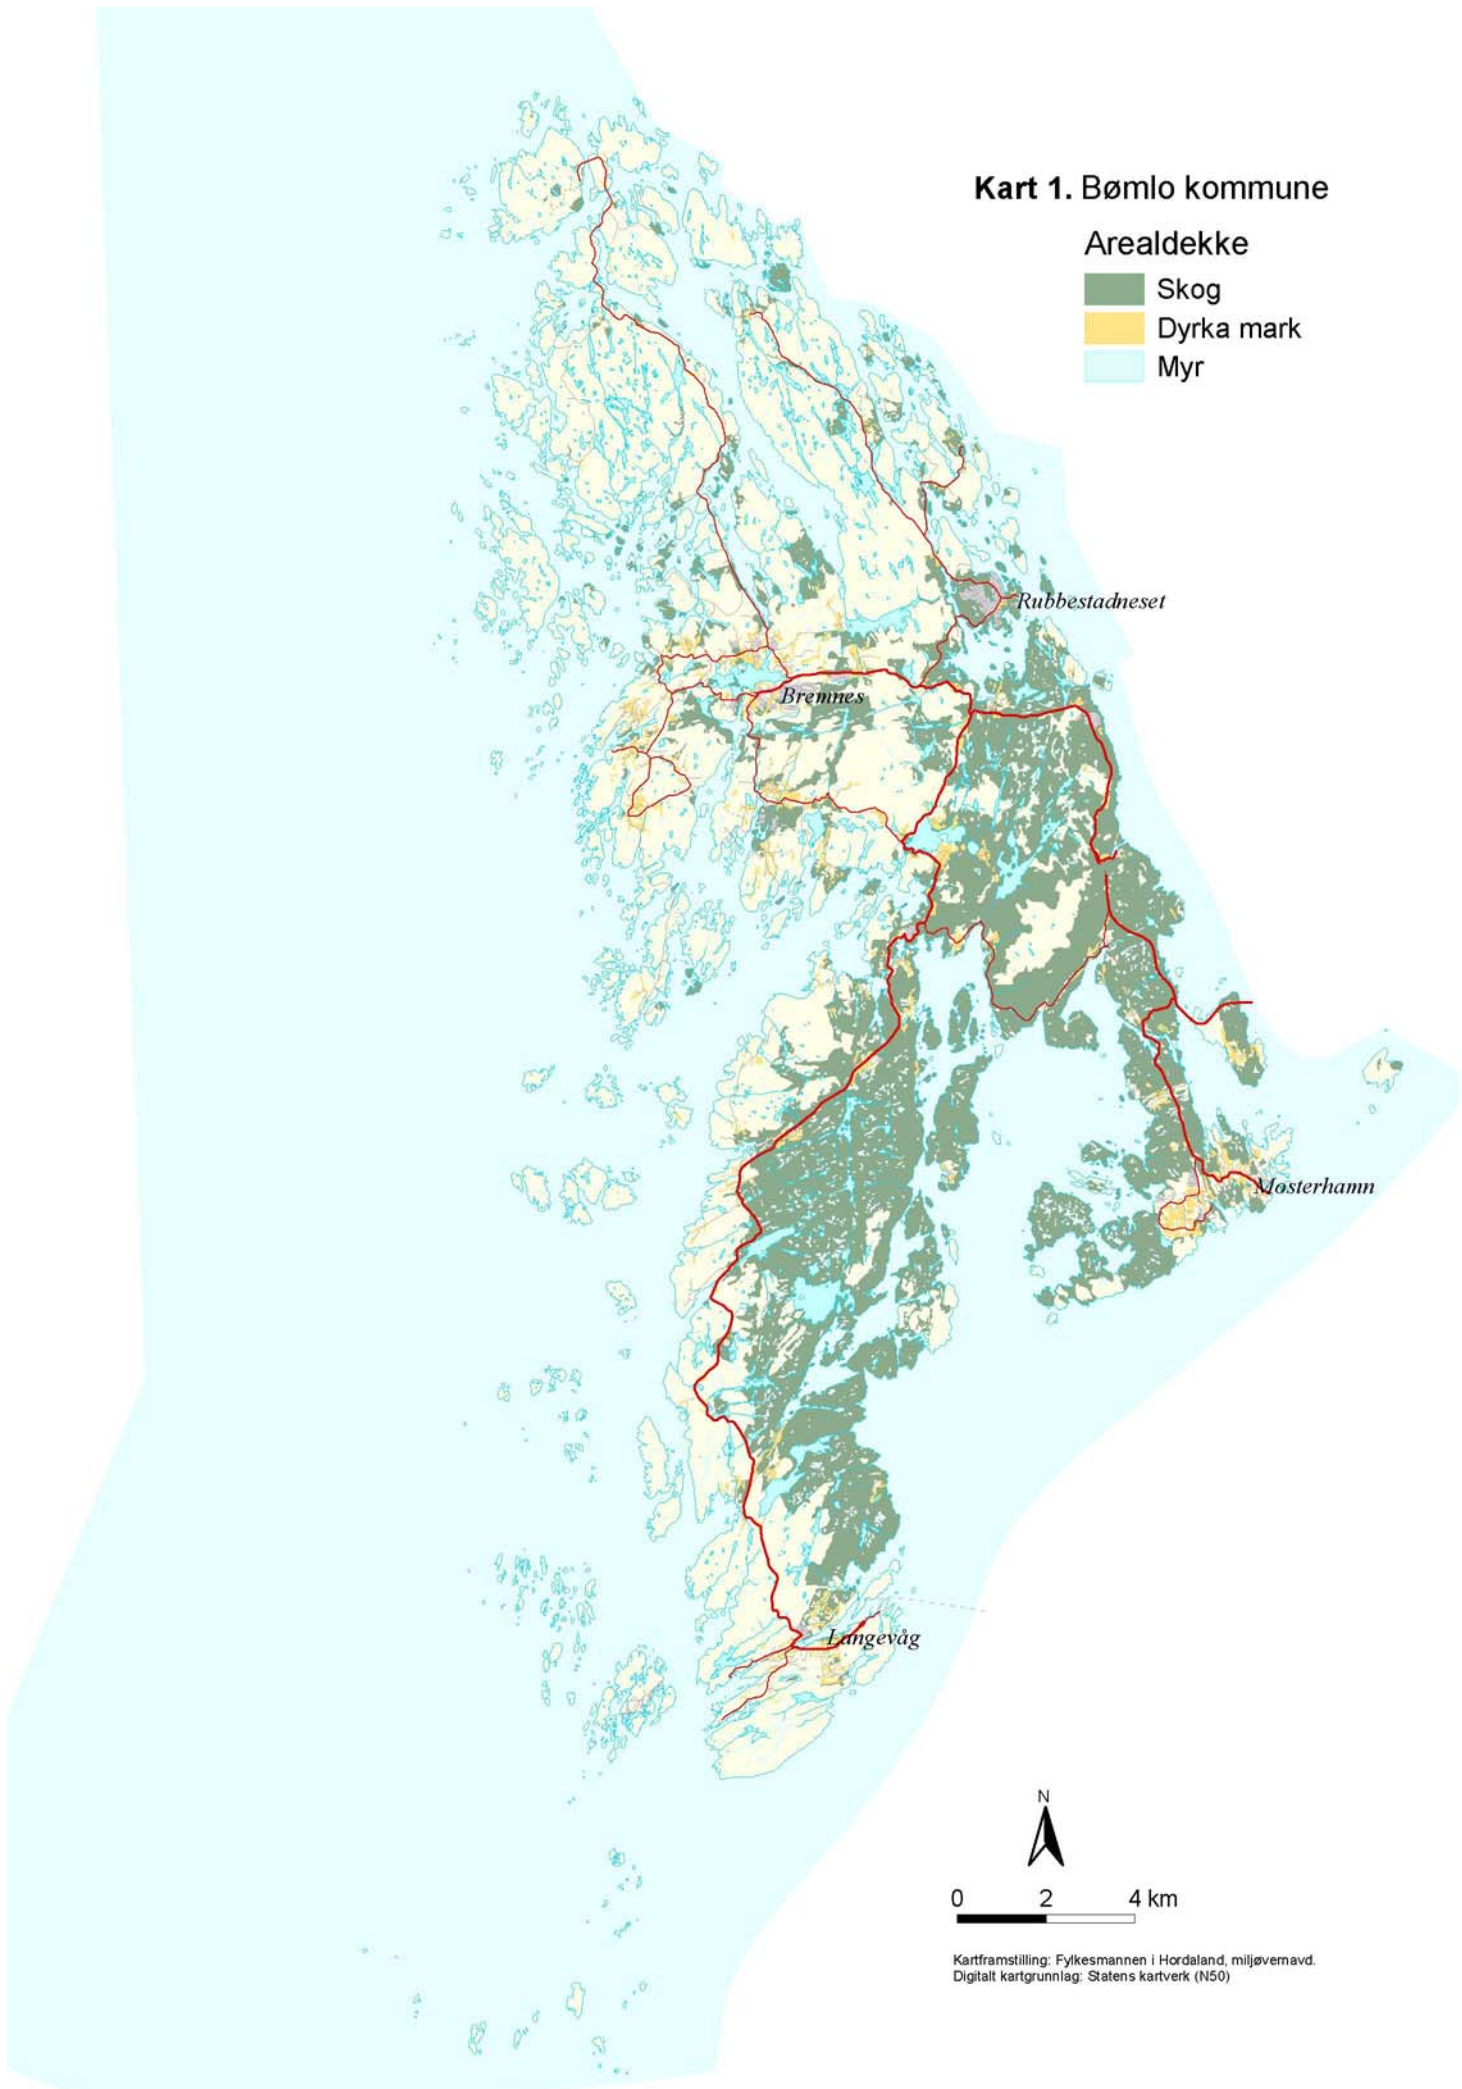 Kart 1. Bømlo kommune
Arealdekke
Skog
Dyrka mark
Myr
Rubbestadneset
Bremnes
Mosterhamn
Langevåg
N
0 2 4 km
Kartframstilling: Fylkesmannen i Hordaland, miljøvernavd.
Digitalt kartgrunnlag: Statens kartverk (N50)